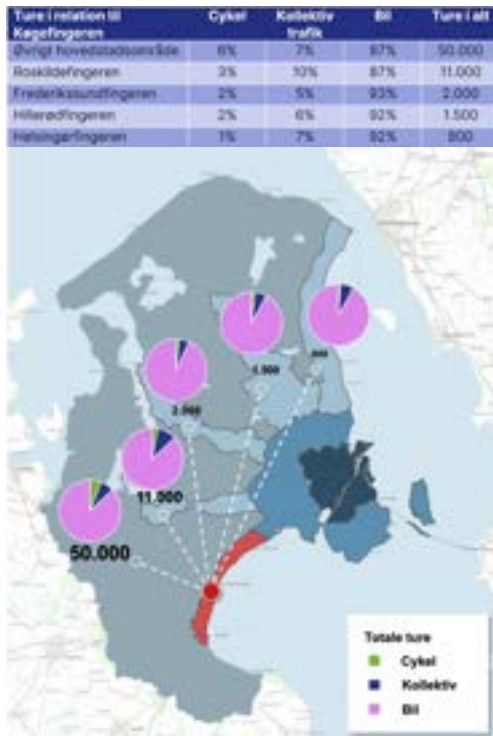 Ture i relation til Køgefingeren Cykel Kollektiv trafik Bil Ture i alt
Øvrigt hovedstadsområde 6% 7% 87% 50.000
Roskildefingeren 3% 10% 87% 11.000
Frederikssundfingeren 2% 5% 93% 2.000
Hillerødfingeren 2% 6% 92% 1.500
Helsingørfingeren 1% 7% 92% 800
800
1.500
2.000
11.000
50.000
Totale ture
Cykel
Kollektiv
Bil